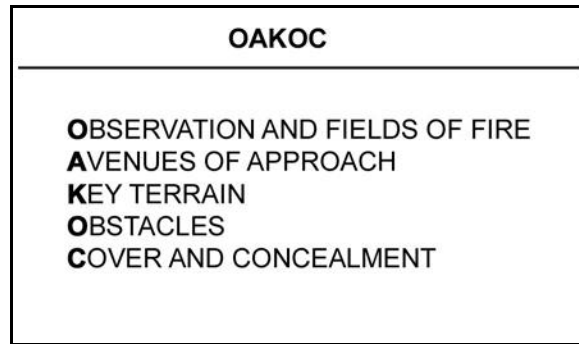 OAKOC
OBSERVATION AND FIELDS OF FIRE
AVENUES OF APPROACH
KEY TERRAIN
OBSTACLES
COVER AND CONCEALMENT